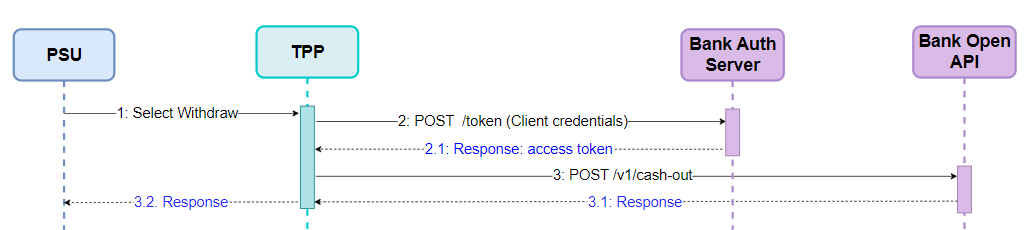 PSU
TPP
Bank Auth
Server
Bank Open
API
1: Select Withdraw
2: POST  /token (Client credentials)
2.1: Response: access token
3: POST /v1/cash-out
3.2. Response
3.1: Response